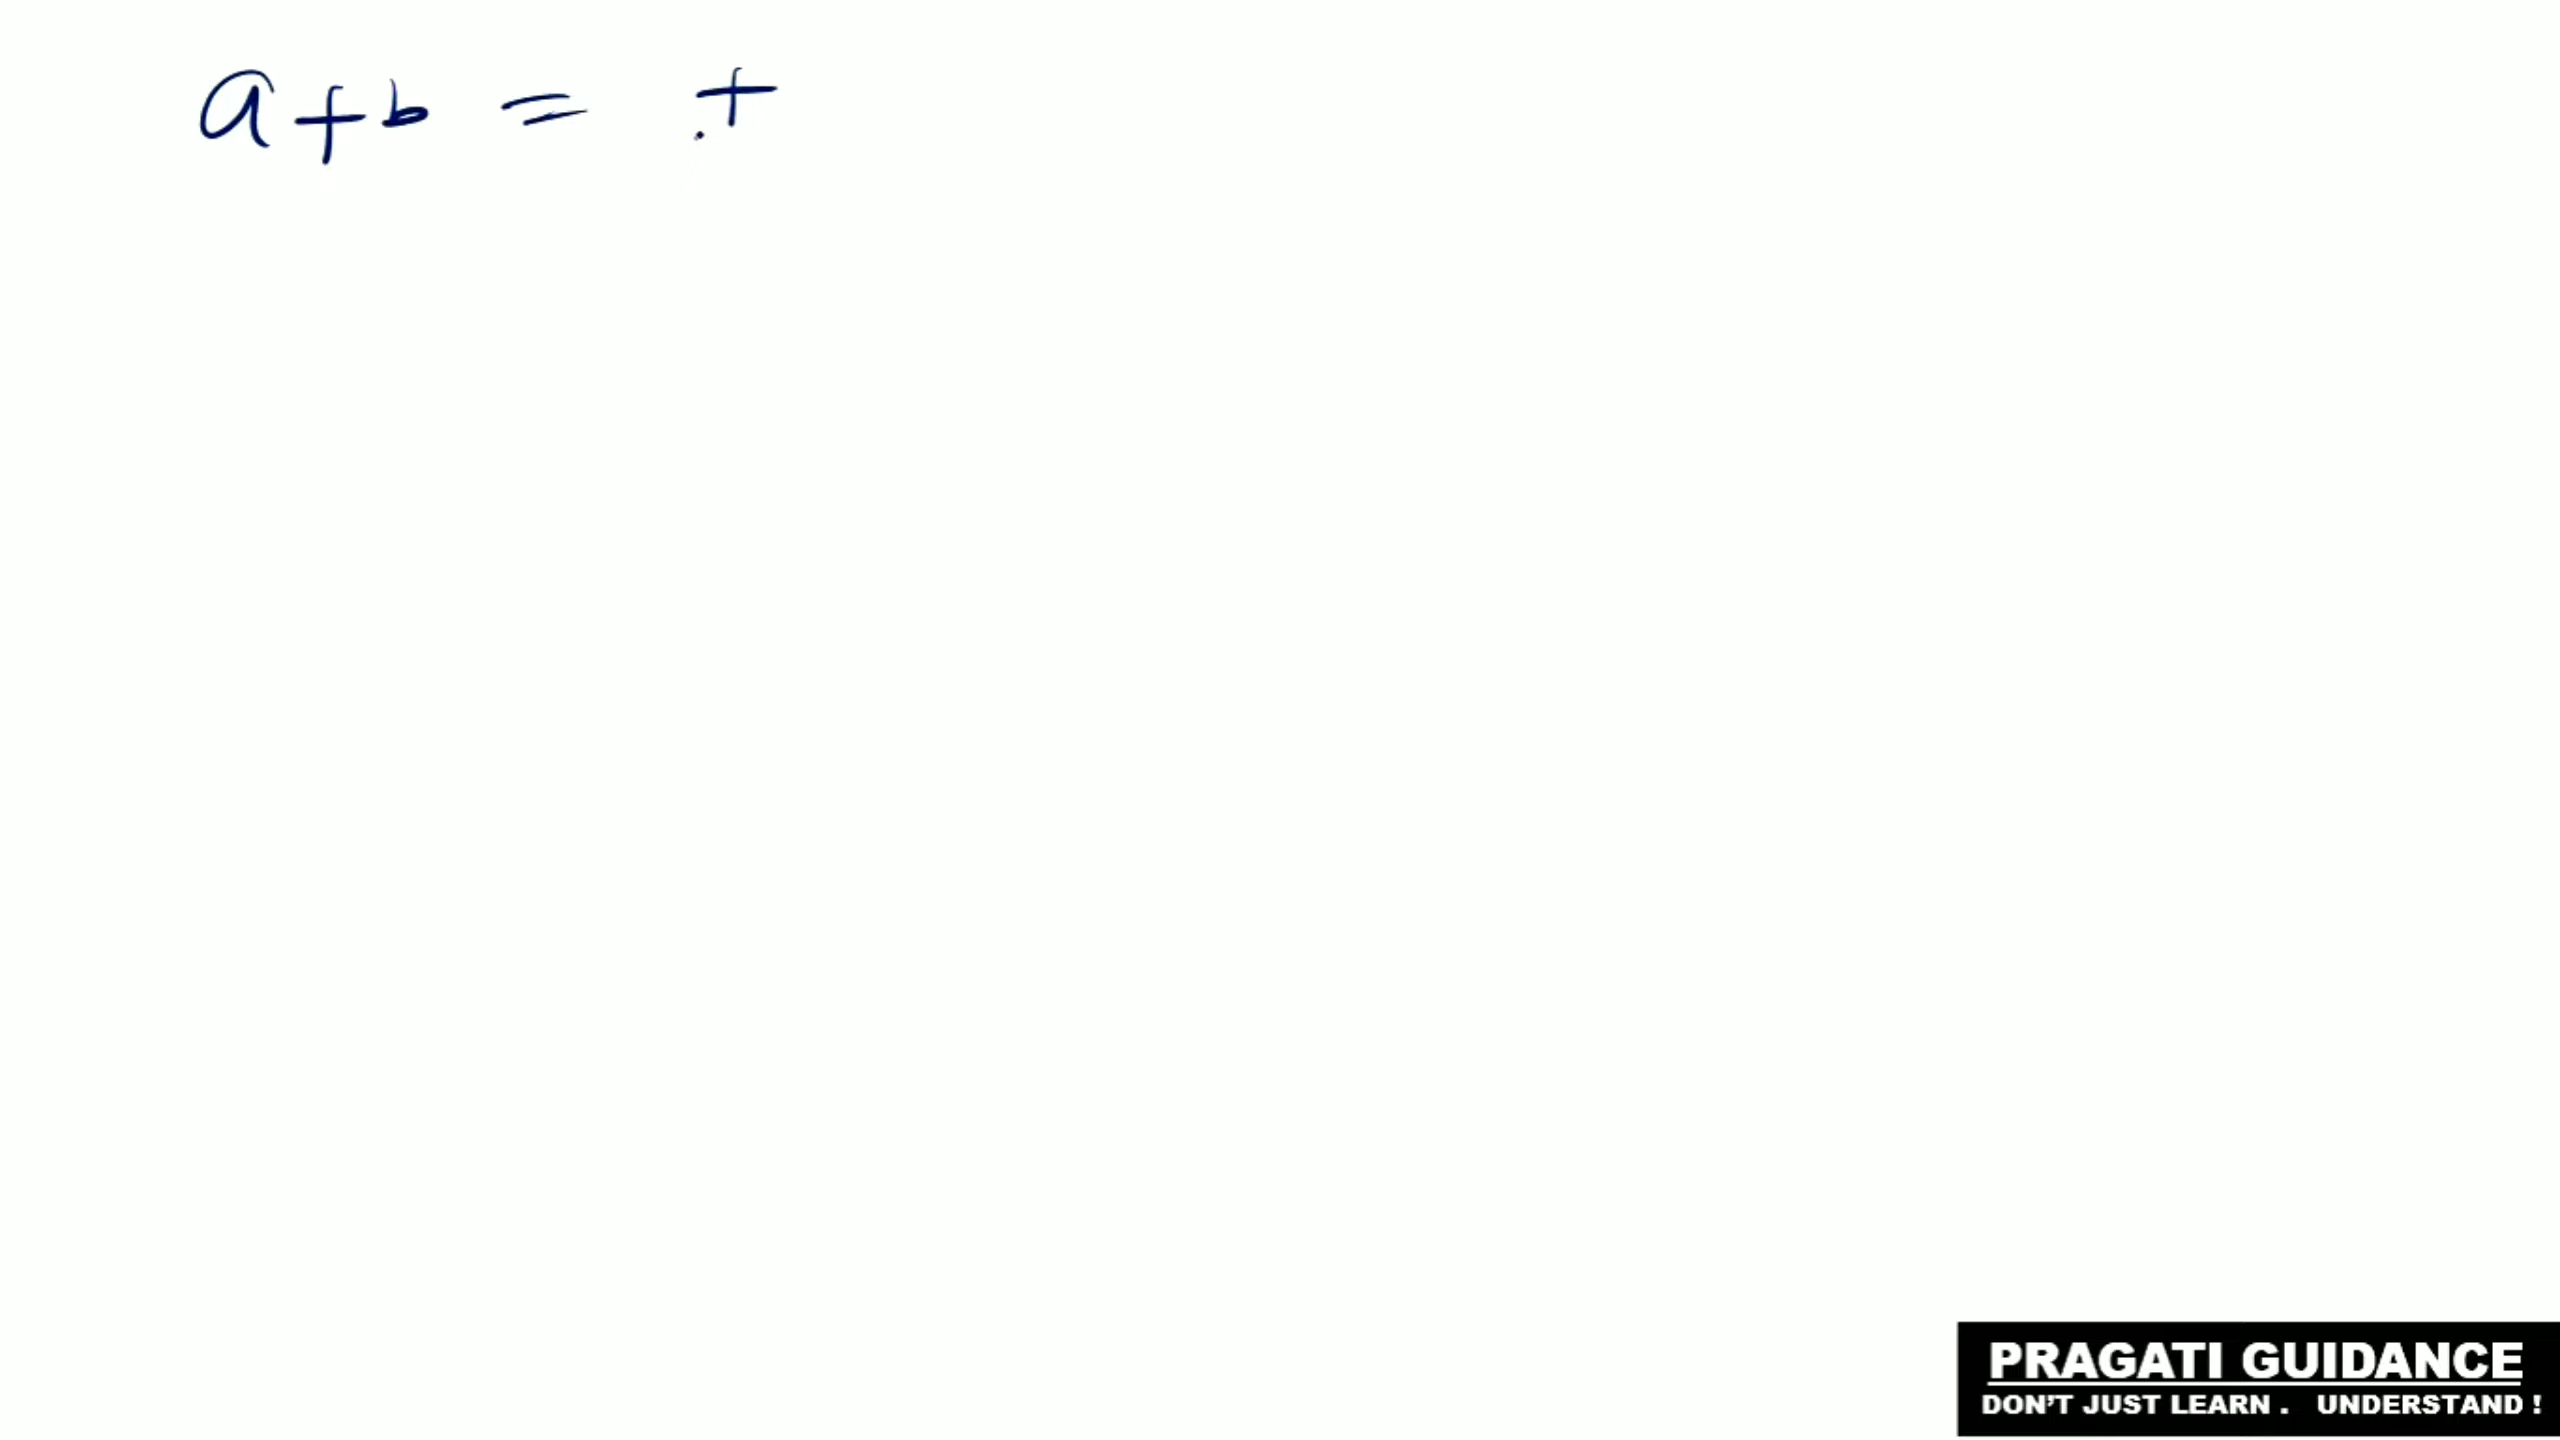 a + b = +
PRAGATI GUIDANCE
DON'T JUST LEARN . UNDERSTAND !